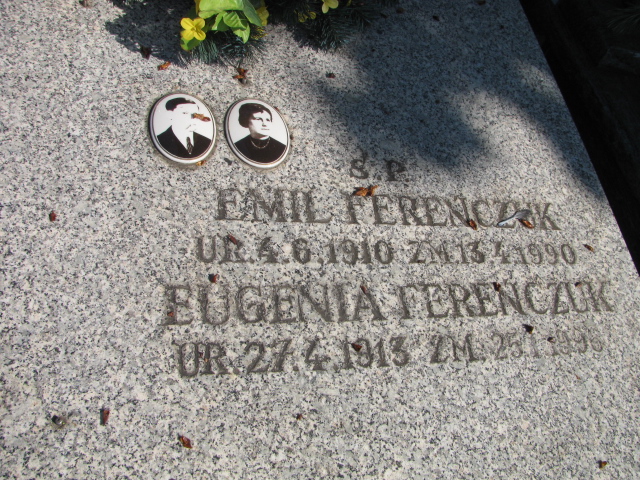 Ś.P.
EMIL FERENCZUK
UR.4.6.1910 ZM.13.4.1990
EUGENIA FERENCZUK
UR.27.4.1913 ZM.